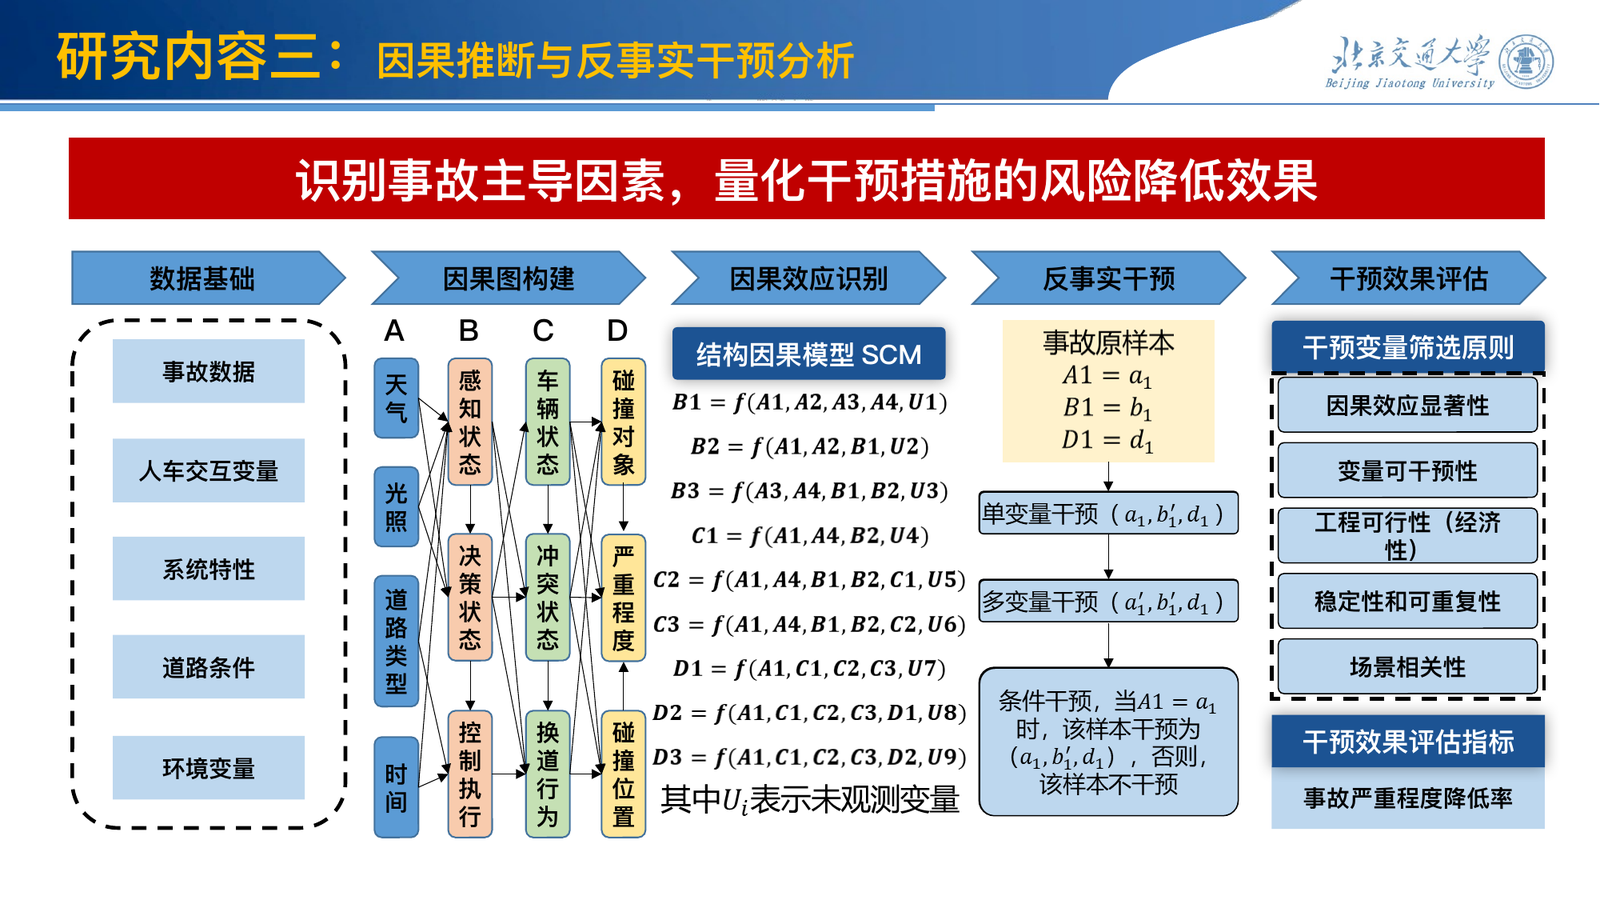 研究内容三：因果推断与反事实干预分析
北京交通大学
Beijing Jiaotong University
识别事故主导因素，量化干预措施的风险降低效果
数据基础
事故数据
人车交互变量
系统特性
道路条件
环境变量
因果图构建
A B C D
天气
光照
道路类型
时间
感知状态
决策状态
控制执行
车辆状态
冲突状态
换道行为
碰撞对象
严重程度
碰撞位置
因果效应识别
结构因果模型 SCM
B1 = f(A1, A2, A3, A4, U1)
B2 = f(A1, A2, B1, U2)
B3 = f(A3, A4, B1, B2, U3)
C1 = f(A1, A4, B2, U4)
C2 = f(A1, A4, B1, B2, C1, U5)
C3 = f(A1, A4, B1, B2, C2, U6)
D1 = f(A1, C1, C2, C3, U7)
D2 = f(A1, C1, C2, C3, D1, U8)
D3 = f(A1, C1, C2, C3, D2, U9)
其中Uᵢ表示未观测变量
反事实干预
事故原样本
A1 = a₁
B1 = b₁
D1 = d₁
单变量干预（a₁, b₁′, d₁）
多变量干预（a₁′, b₁′, d₁）
条件干预，当A1 = a₁
时，该样本干预为
（a₁, b₁′, d₁），否则，
该样本不干预
干预效果评估
干预变量筛选原则
因果效应显著性
变量可干预性
工程可行性（经济
性）
稳定性和可重复性
场景相关性
干预效果评估指标
事故严重程度降低率